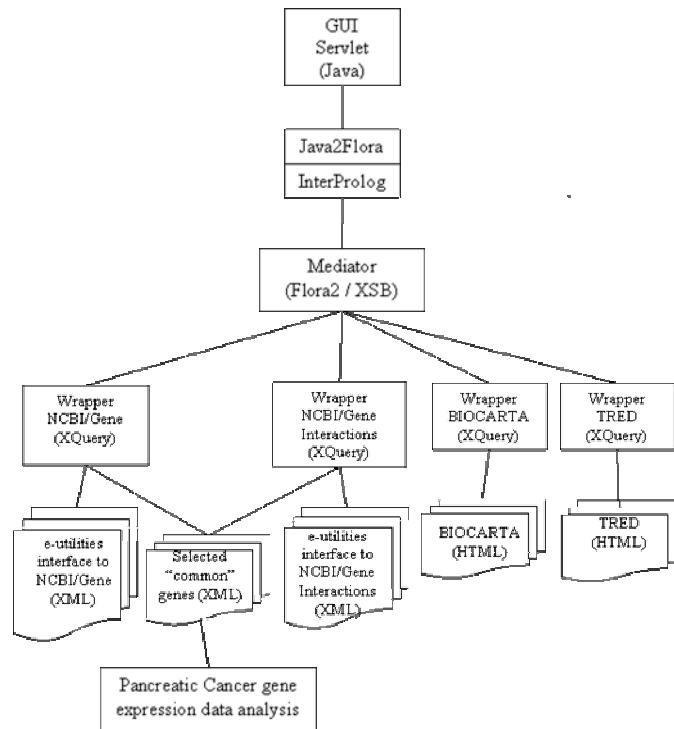 GUI
Servlet
(Java)
Java2Flora
InterProlog
Mediator
(Flora2 / XSB)
Wrapper
NCBI/Gene
(XQuery)
Wrapper
NCBI/Gene
Interactions
(XQuery)
Wrapper
BIOCARTA
(XQuery)
Wrapper
TRED
(XQuery)
e-utilities
interface to
NCBI/Gene
(XML)
Selected
“common”
genes (XML)
e-utilities
interface to
NCBI/Gene
Interactions
(XML)
BIOCARTA
(HTML)
TRED
(HTML)
Pancreatic Cancer gene
expression data analysis